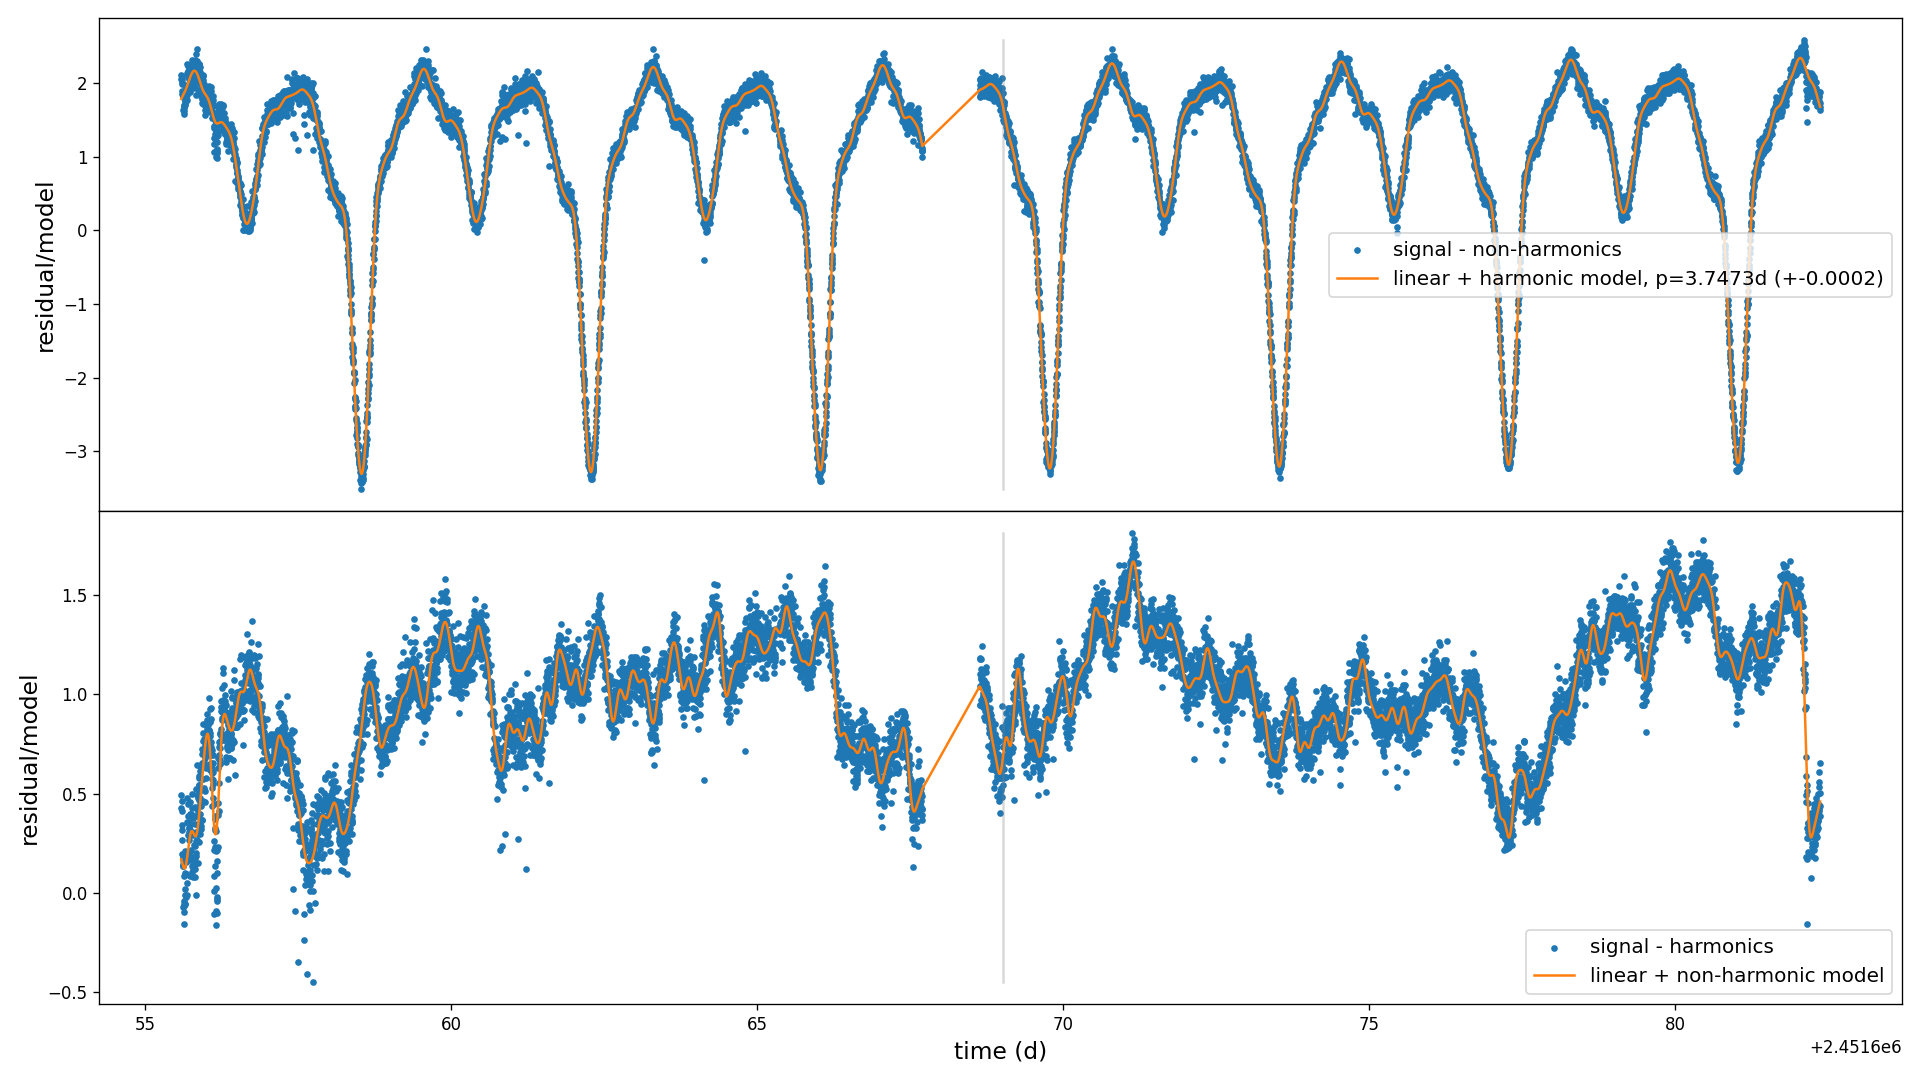 2
1
0
−1
−2
−3
residual/model
signal - non-harmonics
linear + harmonic model, p=3.7473d (+-0.0002)
1.5
1.0
0.5
0.0
−0.5
residual/model
signal - harmonics
linear + non-harmonic model
55 60 65 70 75 80
time (d)
+2.4516e6